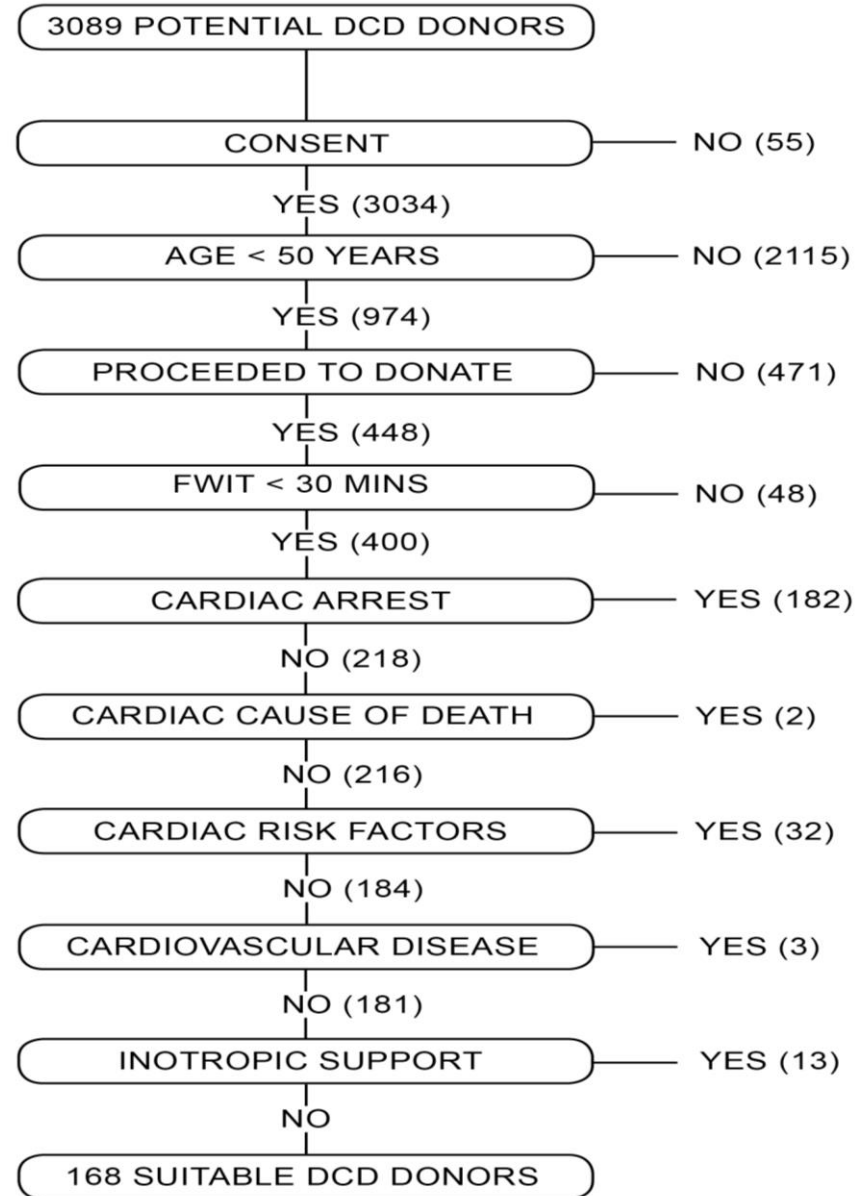 3089 POTENTIAL DCD DONORS
CONSENT
NO (55)
YES (3034)
AGE < 50 YEARS
NO (2115)
YES (974)
PROCEEDED TO DONATE
NO (471)
YES (448)
FWIT < 30 MINS
NO (48)
YES (400)
CARDIAC ARREST
YES (182)
NO (218)
CARDIAC CAUSE OF DEATH
YES (2)
NO (216)
CARDIAC RISK FACTORS
YES (32)
NO (184)
CARDIOVASCULAR DISEASE
YES (3)
NO (181)
INOTROPIC SUPPORT
YES (13)
NO
168 SUITABLE DCD DONORS